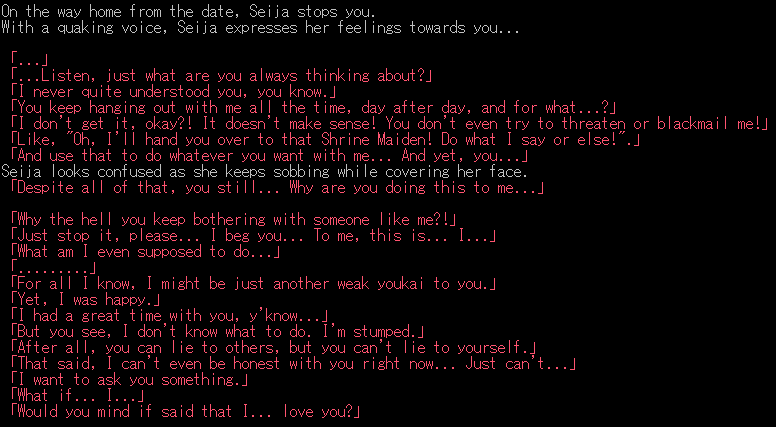 On the way home from the date, Seija stops you.
With a quaking voice, Seija expresses her feelings towards you...
「...」
「...Listen, just what are you always thinking about?」
「I never quite understood you, you know.」
「You keep hanging out with me all the time, day after day, and for what...?」
「I don't get it, okay?! It doesn't make sense! You don't even try to threaten or blackmail me!」
「Like, "Oh, I'll hand you over to that Shrine Maiden! Do what I say or else!".」
「And use that to do whatever you want with me... And yet, you...」
Seija looks confused as she keeps sobbing while covering her face.
「Despite all of that, you still... Why are you doing this to me...」
「Why the hell you keep bothering with someone like me?!」
「Just stop it, please... I beg you... To me, this is... I...」
「What am I even supposed to do...」
「.........」
「For all I know, I might be just another weak youkai to you.」
「Yet, I was happy.」
「I had a great time with you, y'know...」
「But you see, I don't know what to do. I'm stumped.」
「After all, you can lie to others, but you can't lie to yourself.」
「That said, I can't even be honest with you right now... Just can't...」
「I want to ask you something.」
「What if... I...」
「Would you mind if said that I... love you?」